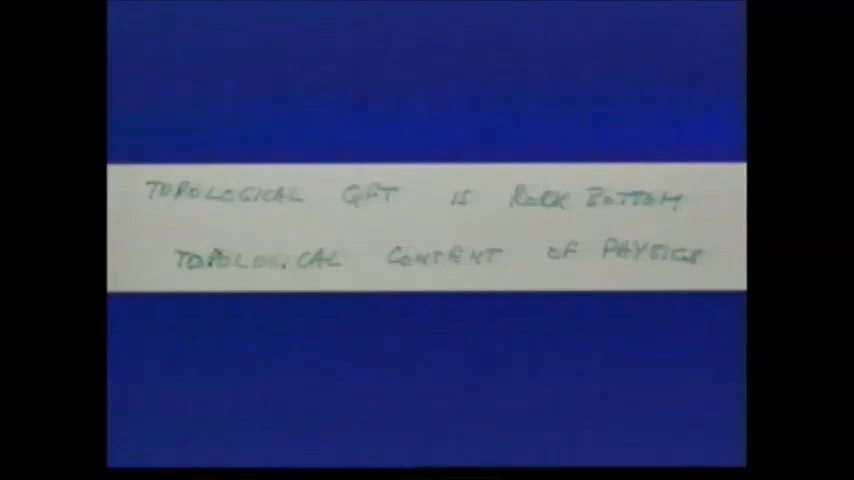 TOPOLOGICAL QFT IS ROCK BOTTOM
TOPOLOGICAL CONTENT OF PHYSICS